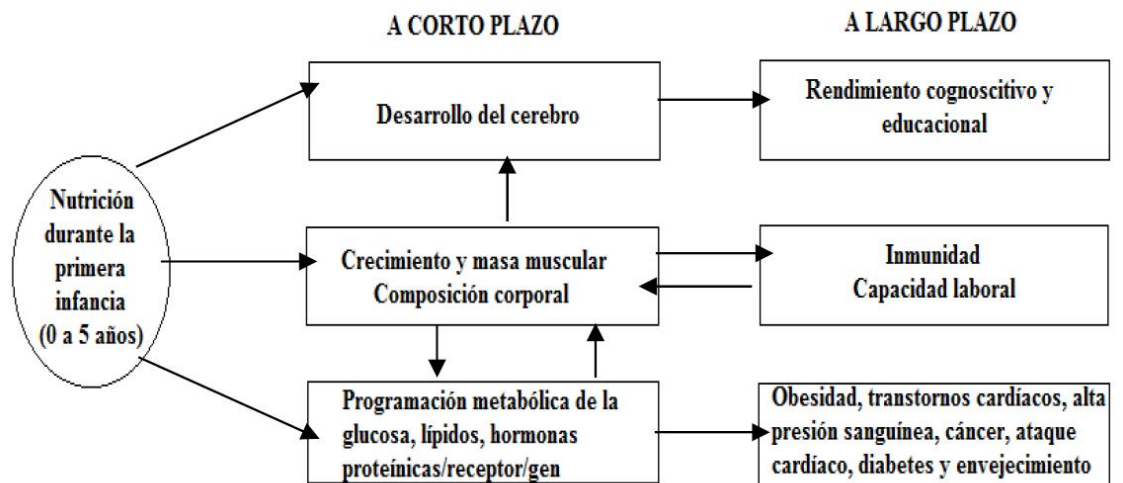 A CORTO PLAZO
A LARGO PLAZO
Desarrollo del cerebro
Rendimiento cognoscitivo y
educacional
Nutrición
durante la
primera
infancia
(0 a 5 años)
Crecimiento y masa muscular
Composición corporal
Inmunidad
Capacidad laboral
Programación metabólica de la
glucosa, lípidos, hormonas
proteínicas/receptor/gen
Obesidad, transtornos cardíacos, alta
presión sanguínea, cáncer, ataque
cardíaco, diabetes y envejecimiento